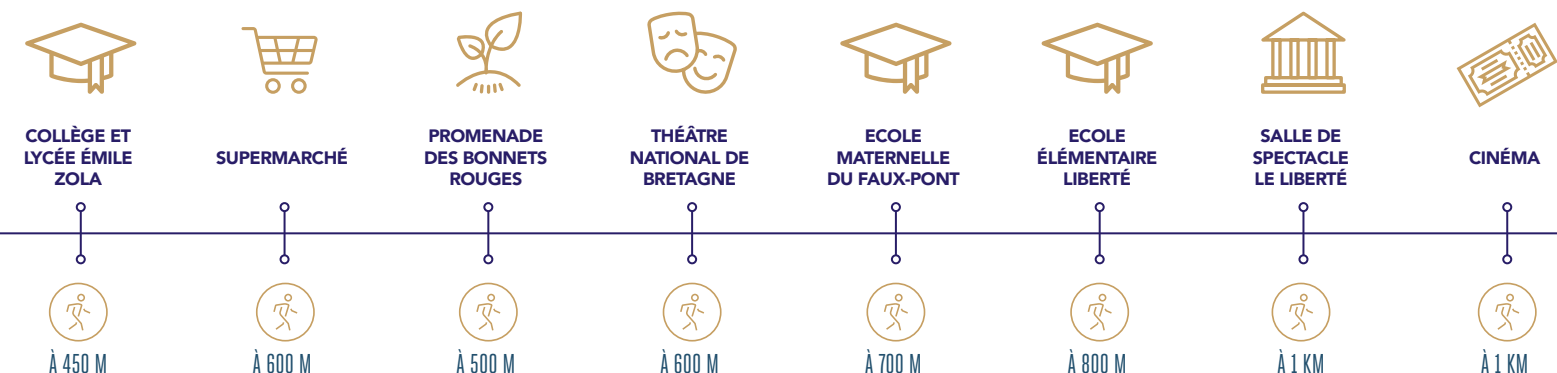 COLLÈGE ET
LYCÉE ÉMILE
ZOLA
SUPERMARCHÉ
PROMENADE
DES BONNETS
ROUGES
THÉÂTRE
NATIONAL DE
BRETAGNE
ECOLE
MATERNELLE
DU FAUX-PONT
ECOLE
ÉLÉMENTAIRE
LIBERTÉ
SALLE DE
SPECTACLE
LE LIBERTÉ
CINÉMA
À 450 M
À 600 M
À 500 M
À 600 M
À 700 M
À 800 M
À 1 KM
À 1 KM